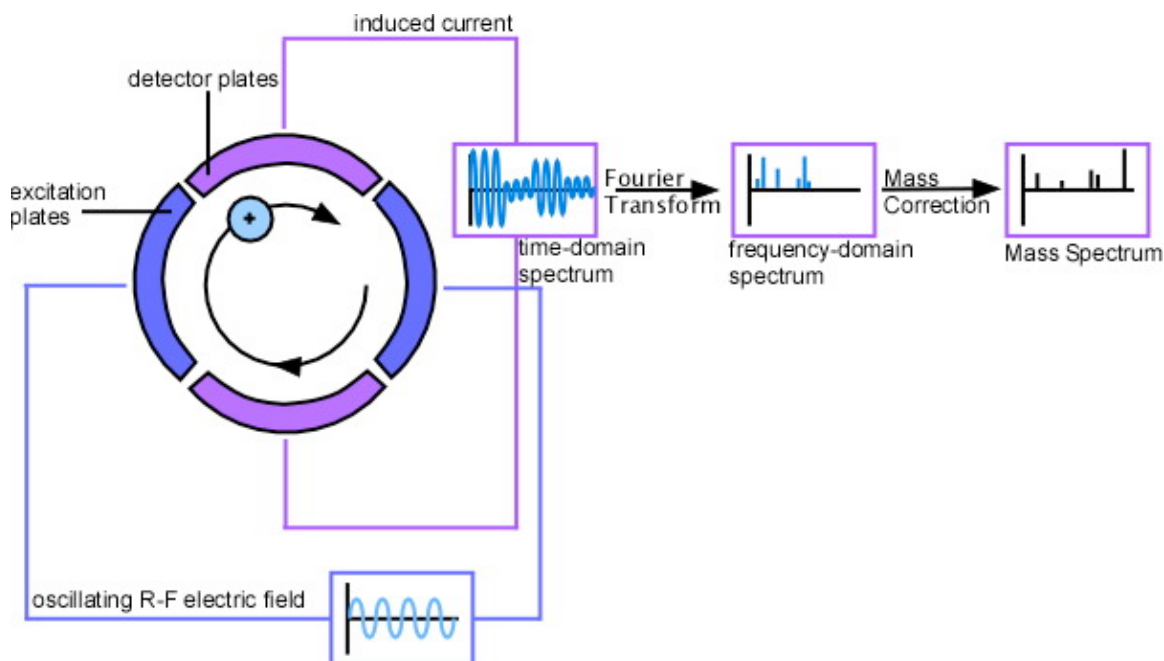 induced current
detector plates
excitation
plates
+
Fourier
Transform
Mass
Correction
time-domain
spectrum
frequency-domain
spectrum
Mass Spectrum
oscillating R-F electric field